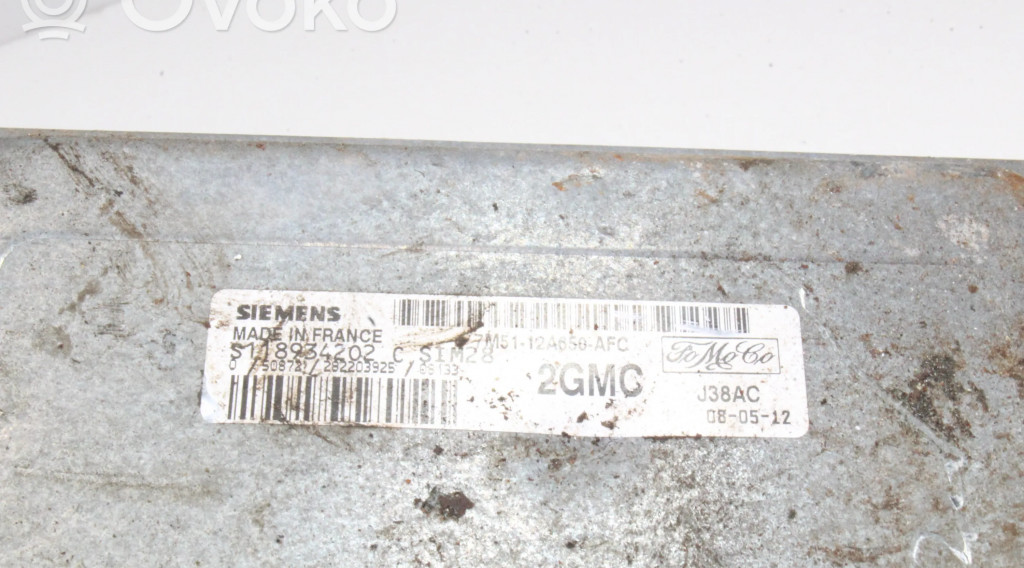 OVOKO
SIEMENS
MADE IN FRANCE
7M51-12A650-AFC
S118934202 C SIM28
FoMoCo
2GMC
J38AC
08-05-12